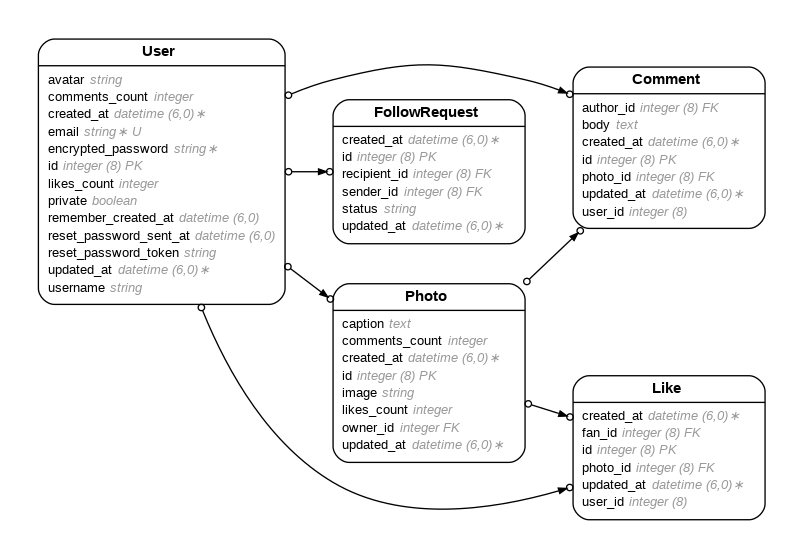 User
avatar string
comments_count integer
created_at datetime (6,0)∗
email string∗ U
encrypted_password string∗
id integer (8) PK
likes_count integer
private boolean
remember_created_at datetime (6,0)
reset_password_sent_at datetime (6,0)
reset_password_token string
updated_at datetime (6,0)∗
username string
FollowRequest
created_at datetime (6,0)∗
id integer (8) PK
recipient_id integer (8) FK
sender_id integer (8) FK
status string
updated_at datetime (6,0)∗
Photo
caption text
comments_count integer
created_at datetime (6,0)∗
id integer (8) PK
image string
likes_count integer
owner_id integer FK
updated_at datetime (6,0)∗
Comment
author_id integer (8) FK
body text
created_at datetime (6,0)∗
id integer (8) PK
photo_id integer (8) FK
updated_at datetime (6,0)∗
user_id integer (8)
Like
created_at datetime (6,0)∗
fan_id integer (8) FK
id integer (8) PK
photo_id integer (8) FK
updated_at datetime (6,0)∗
user_id integer (8)